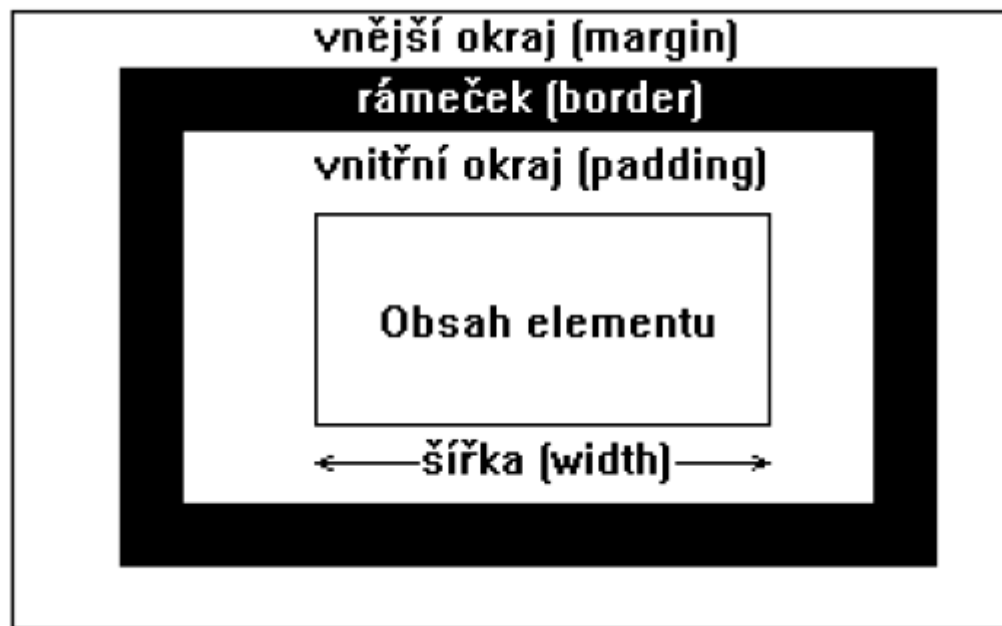 vnější okraj (margin)
rámeček (border)
vnitřní okraj (padding)
Obsah elementu
šířka (width)